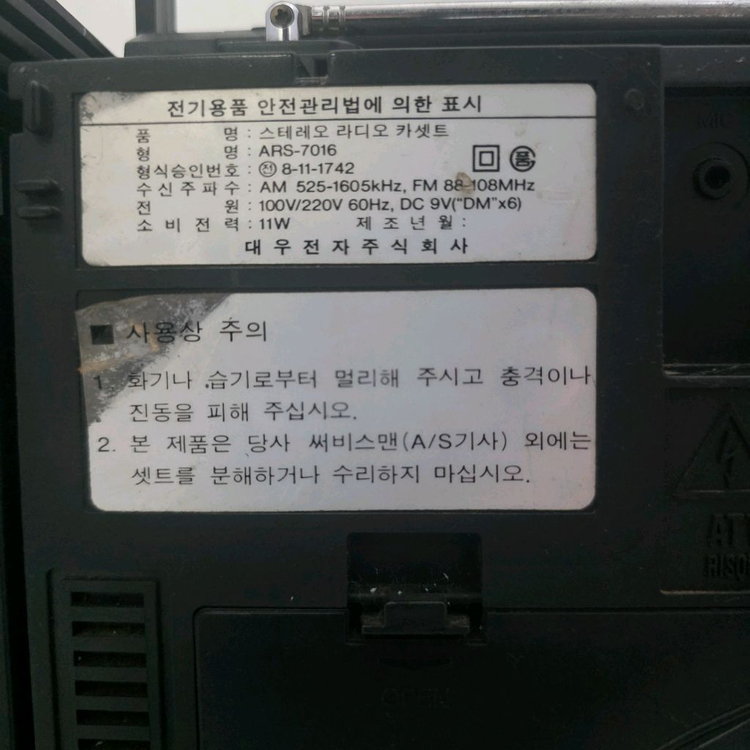 전기용품 안전관리법에 의한 표시
품 명 : 스테레오 라디오 카셋트
형 명 : ARS-7016
형식승인번호 : ㉠ 8-11-1742
수신주파수 : AM 525-1605kHz, FM 88-108MHz
전 원 : 100V/220V 60Hz, DC 9V("DM"x6)
소비전력 : 11W 제조년월 :
대우전자주식회사
■ 사용상 주의
1. 화기나 습기로부터 멀리해 주시고 충격이나
진동을 피해 주십시오.
2. 본 제품은 당사 써비스맨(A/S기사) 외에는
셋트를 분해하거나 수리하지 마십시오.
OPEN